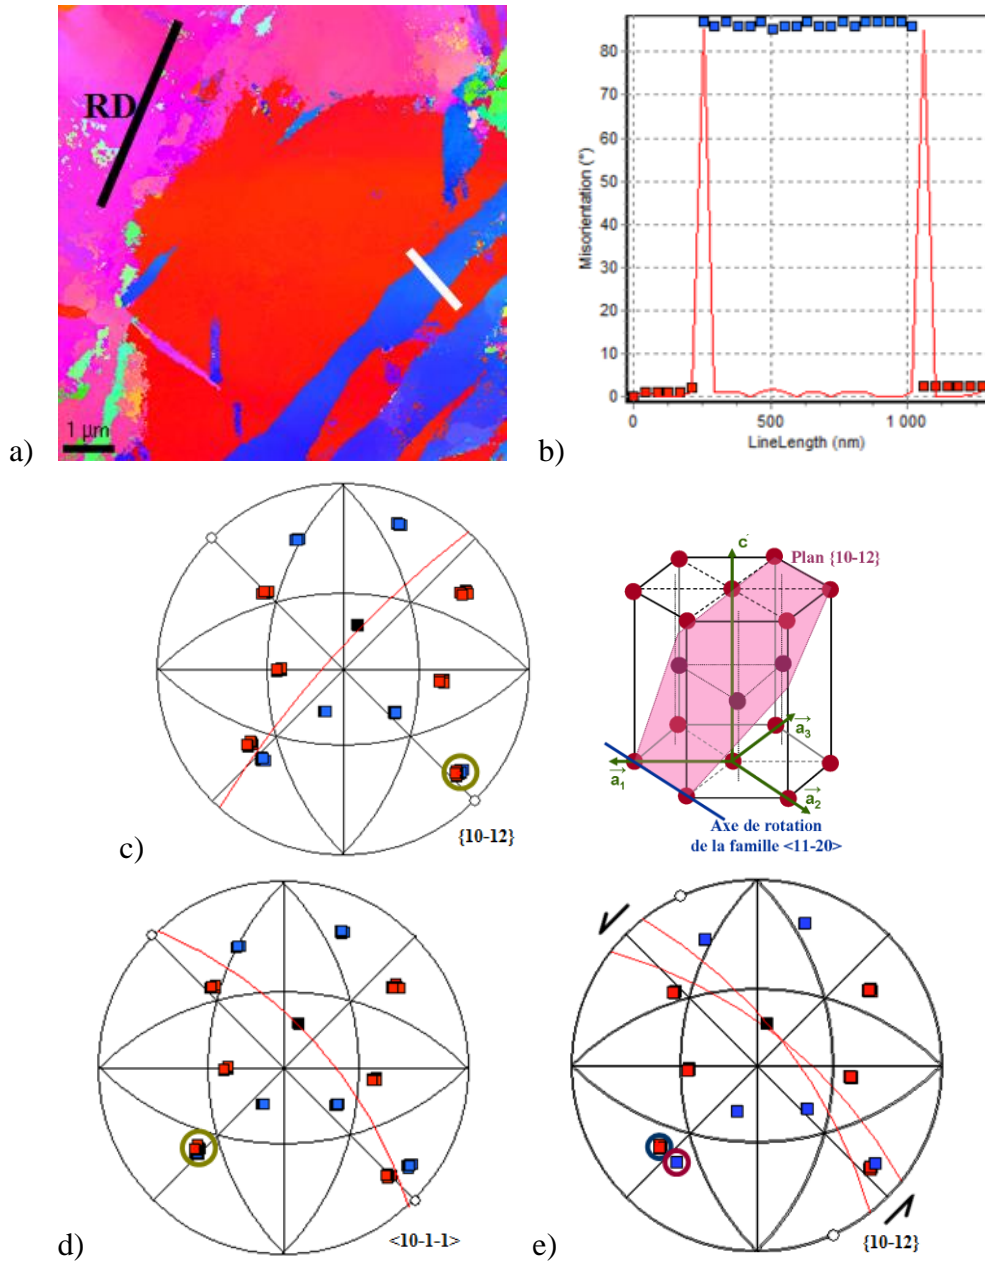 RD
1 µm
a)
80
70
60
50
40
30
20
10
0
Misorientation (°)
0
500
1 000
LineLength (nm)
b)
{10-12}
c)
c
Plan {10-12}
a₁
a₂
a₃
Axe de rotation
de la famille <11-20>
<10-1-1>
d)
{10-12}
e)